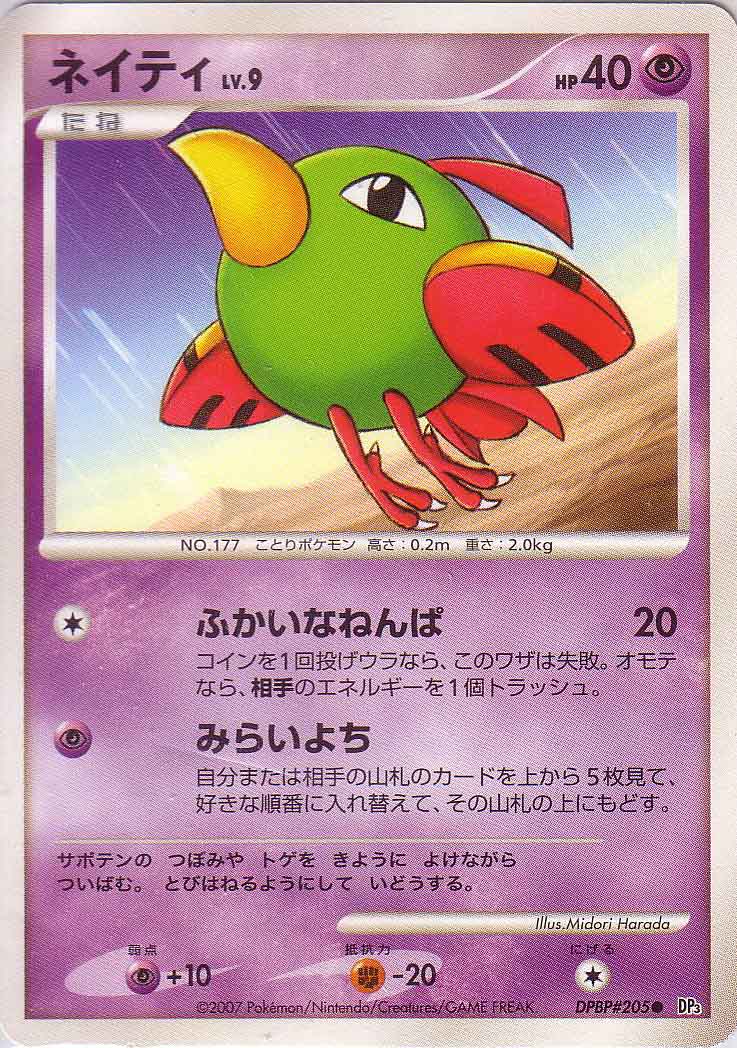 ネイティ LV.9 HP40
たね
NO.177 ことりポケモン 高さ:0.2m 重さ:2.0kg
ふかいなねんぱ 20
コインを1回投げウラなら、このワザは失敗。オモテ
なら、相手のエネルギーを1個トラッシュ。
みらいよち
自分または相手の山札のカードを上から5枚見て、
好きな順番に入れ替えて、その山札の上にもどす。
サボテンの つぼみや トゲを きように よけながら
ついばむ。 とびはねるようにして いどうする。
Illus.Midori Harada
弱点 抵抗力 にげる
+10 -20
©2007 Pokémon/Nintendo/Creatures/GAME FREAK. DPBP#205● DP3